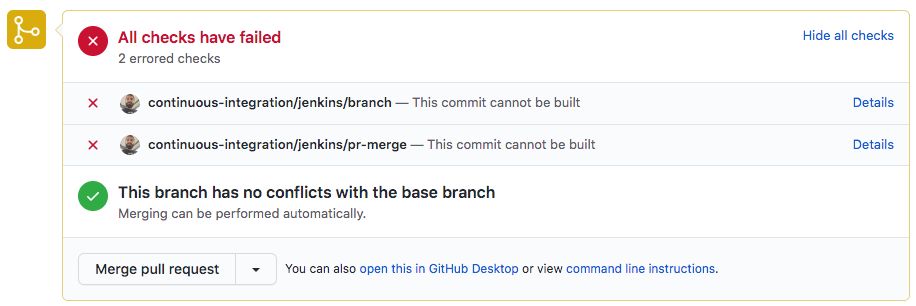 All checks have failed
Hide all checks
2 errored checks
continuous-integration/jenkins/branch — This commit cannot be built
Details
continuous-integration/jenkins/pr-merge — This commit cannot be built
Details
This branch has no conflicts with the base branch
Merging can be performed automatically.
Merge pull request
You can also open this in GitHub Desktop or view command line instructions.